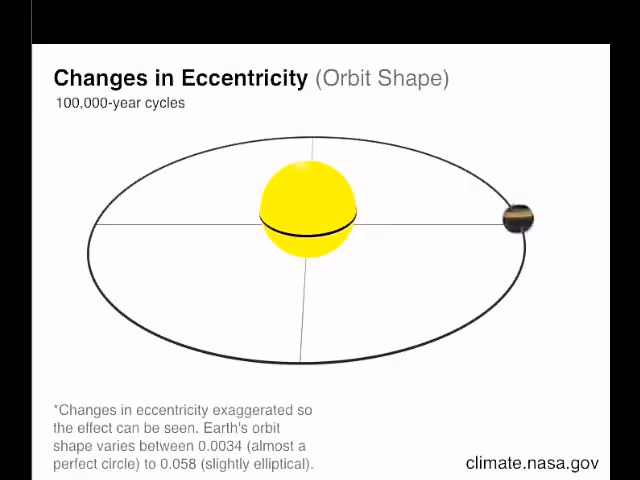 Changes in Eccentricity (Orbit Shape)
100,000-year cycles
*Changes in eccentricity exaggerated so
the effect can be seen. Earth's orbit
shape varies between 0.0034 (almost a
perfect circle) to 0.058 (slightly elliptical).
climate.nasa.gov